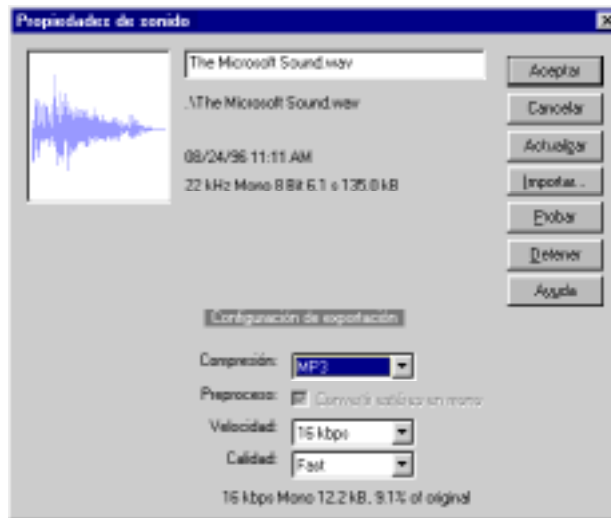 Propiedades de sonido
The Microsoft Sound.wav
.\The Microsoft Sound.wav
08/24/96 11:11 AM
22 kHz Mono 8 Bit 6.1 s 135.0 kB
Aceptar
Cancelar
Actualizar
Importar...
Probar
Detener
Ayuda
Configuración de exportación
Compresión: MP3
Preproceso: Convertir estéreo en mono
Velocidad: 16 kbps
Calidad: Fast
16 kbps Mono 12.2 kB, 9.1% of original